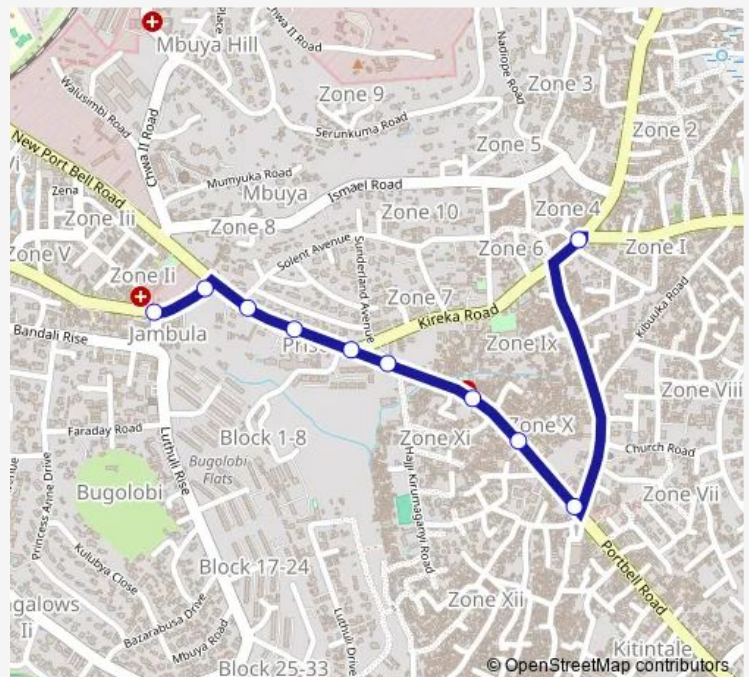 Mbuya Hill
Chwa II Road
Zone 3
Nadiope Road
Walusimbi Road
Zone 9
Zone 2
Serunkuma Road
Zone 5
Chwa II Road
New Port Bell Road
Mumyuka Road
Mbuya
Ismael Road
Zena
Zone Iii
Zone 8
Zone 10
Zone 4
Zone V
Solent Avenue
Sunderland Avenue
Zone 6
Zone I
Zone Ii
Zone 7
Kibuuka Road
Kireka Road
Jambula
Bandali Rise
Zone Ix
Zone Viii
Faraday Road
Block 1-8
Zone Xi
Zone X
Church Road
Bugolobi
Flats
Luthuli Rise
Hajji Kirumaganyi Road
Bugolobi
Zone Vii
Princess Anne Drive
Kulubya Close
Block 17-24
Portbell Road
Zone Xii
Bazarabusa Drive
Luthuli Drive
Mbuya Road
Ii
Kitintale
Block 25-33
© OpenStreetMap contributors